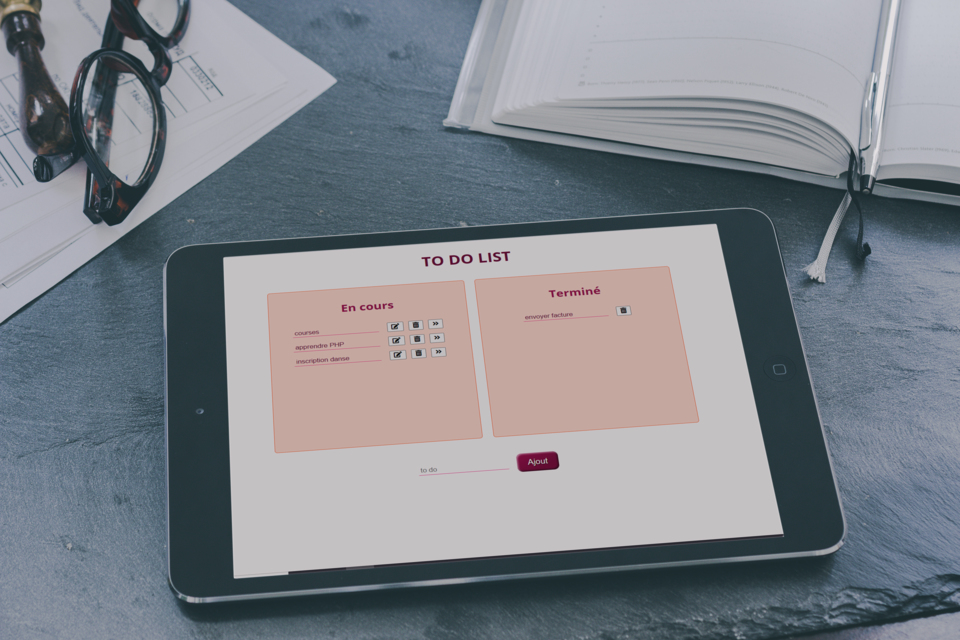 TO DO LIST
En cours
courses
apprendre PHP
inscription danse
Terminé
envoyer facture
to do
Ajout